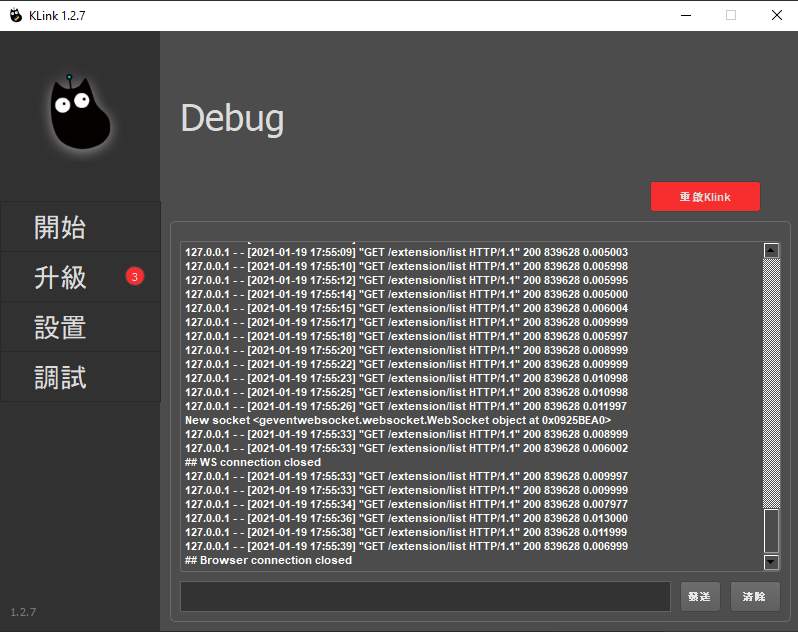 KLink 1.2.7
Debug
重啟Klink
開始
升級
3
設置
調試
127.0.0.1 - - [2021-01-19 17:55:09] "GET /extension/list HTTP/1.1" 200 839628 0.005003
127.0.0.1 - - [2021-01-19 17:55:10] "GET /extension/list HTTP/1.1" 200 839628 0.005998
127.0.0.1 - - [2021-01-19 17:55:12] "GET /extension/list HTTP/1.1" 200 839628 0.005995
127.0.0.1 - - [2021-01-19 17:55:14] "GET /extension/list HTTP/1.1" 200 839628 0.005000
127.0.0.1 - - [2021-01-19 17:55:15] "GET /extension/list HTTP/1.1" 200 839628 0.006004
127.0.0.1 - - [2021-01-19 17:55:17] "GET /extension/list HTTP/1.1" 200 839628 0.009999
127.0.0.1 - - [2021-01-19 17:55:18] "GET /extension/list HTTP/1.1" 200 839628 0.005997
127.0.0.1 - - [2021-01-19 17:55:20] "GET /extension/list HTTP/1.1" 200 839628 0.008999
127.0.0.1 - - [2021-01-19 17:55:22] "GET /extension/list HTTP/1.1" 200 839628 0.009999
127.0.0.1 - - [2021-01-19 17:55:23] "GET /extension/list HTTP/1.1" 200 839628 0.010998
127.0.0.1 - - [2021-01-19 17:55:25] "GET /extension/list HTTP/1.1" 200 839628 0.010998
127.0.0.1 - - [2021-01-19 17:55:26] "GET /extension/list HTTP/1.1" 200 839628 0.011997
New socket <geventwebsocket.websocket.WebSocket object at 0x0925BEA0>
127.0.0.1 - - [2021-01-19 17:55:33] "GET /extension/list HTTP/1.1" 200 839628 0.008999
127.0.0.1 - - [2021-01-19 17:55:33] "GET /extension/list HTTP/1.1" 200 839628 0.006002
## WS connection closed
127.0.0.1 - - [2021-01-19 17:55:33] "GET /extension/list HTTP/1.1" 200 839628 0.009997
127.0.0.1 - - [2021-01-19 17:55:33] "GET /extension/list HTTP/1.1" 200 839628 0.009999
127.0.0.1 - - [2021-01-19 17:55:34] "GET /extension/list HTTP/1.1" 200 839628 0.007977
127.0.0.1 - - [2021-01-19 17:55:36] "GET /extension/list HTTP/1.1" 200 839628 0.013000
127.0.0.1 - - [2021-01-19 17:55:38] "GET /extension/list HTTP/1.1" 200 839628 0.011999
127.0.0.1 - - [2021-01-19 17:55:39] "GET /extension/list HTTP/1.1" 200 839628 0.006999
## Browser connection closed
發送
清除
1.2.7